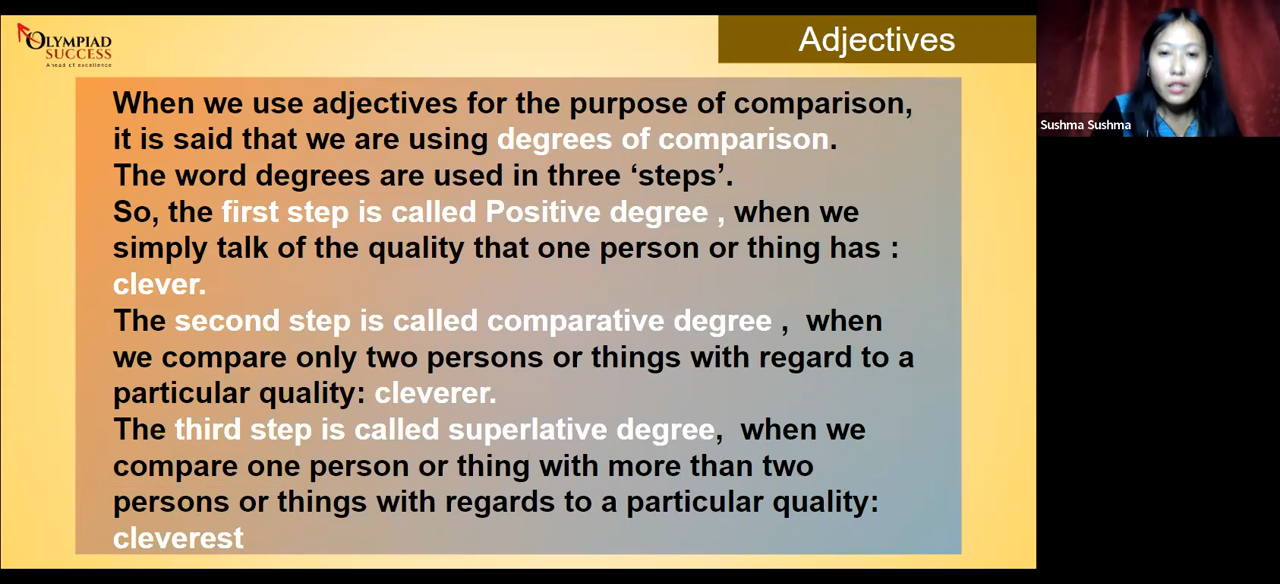 OLYMPIAD
SUCCESS
Ahead of excellence
Adjectives
Sushma Sushma
When we use adjectives for the purpose of comparison,
it is said that we are using degrees of comparison.
The word degrees are used in three ‘steps’.
So, the first step is called Positive degree , when we
simply talk of the quality that one person or thing has :
clever.
The second step is called comparative degree , when
we compare only two persons or things with regard to a
particular quality: cleverer.
The third step is called superlative degree, when we
compare one person or thing with more than two
persons or things with regards to a particular quality:
cleverest